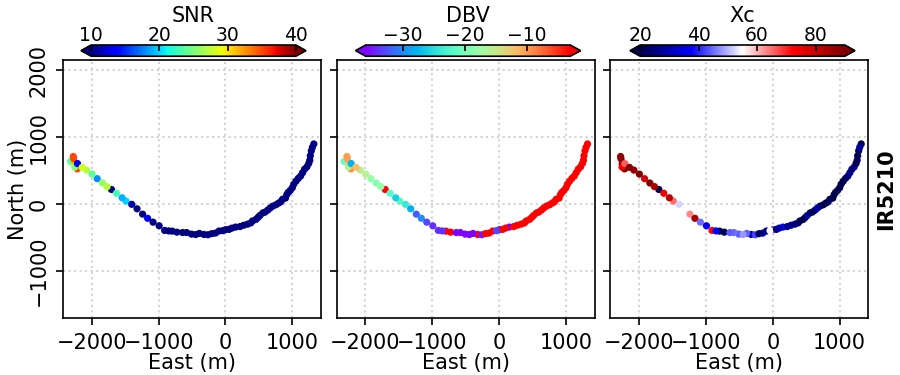 SNR DBV Xc
10 20 30 40 −30 −20 −10 20 40 60 80
2000
1000
0
−1000
North (m)
IR5210
−2000 −1000 0 1000 −2000 −1000 0 1000 −2000 −1000 0 1000
East (m) East (m) East (m)